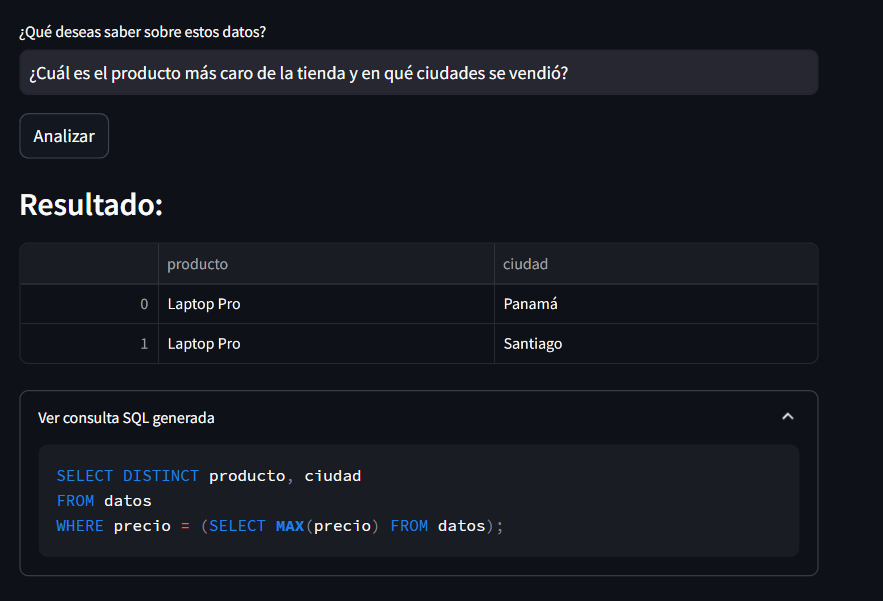 ¿Qué deseas saber sobre estos datos?
¿Cuál es el producto más caro de la tienda y en qué ciudades se vendió?
Analizar
Resultado:
producto ciudad
0 Laptop Pro Panamá
1 Laptop Pro Santiago
Ver consulta SQL generada
SELECT DISTINCT producto, ciudad
FROM datos
WHERE precio = (SELECT MAX(precio) FROM datos);